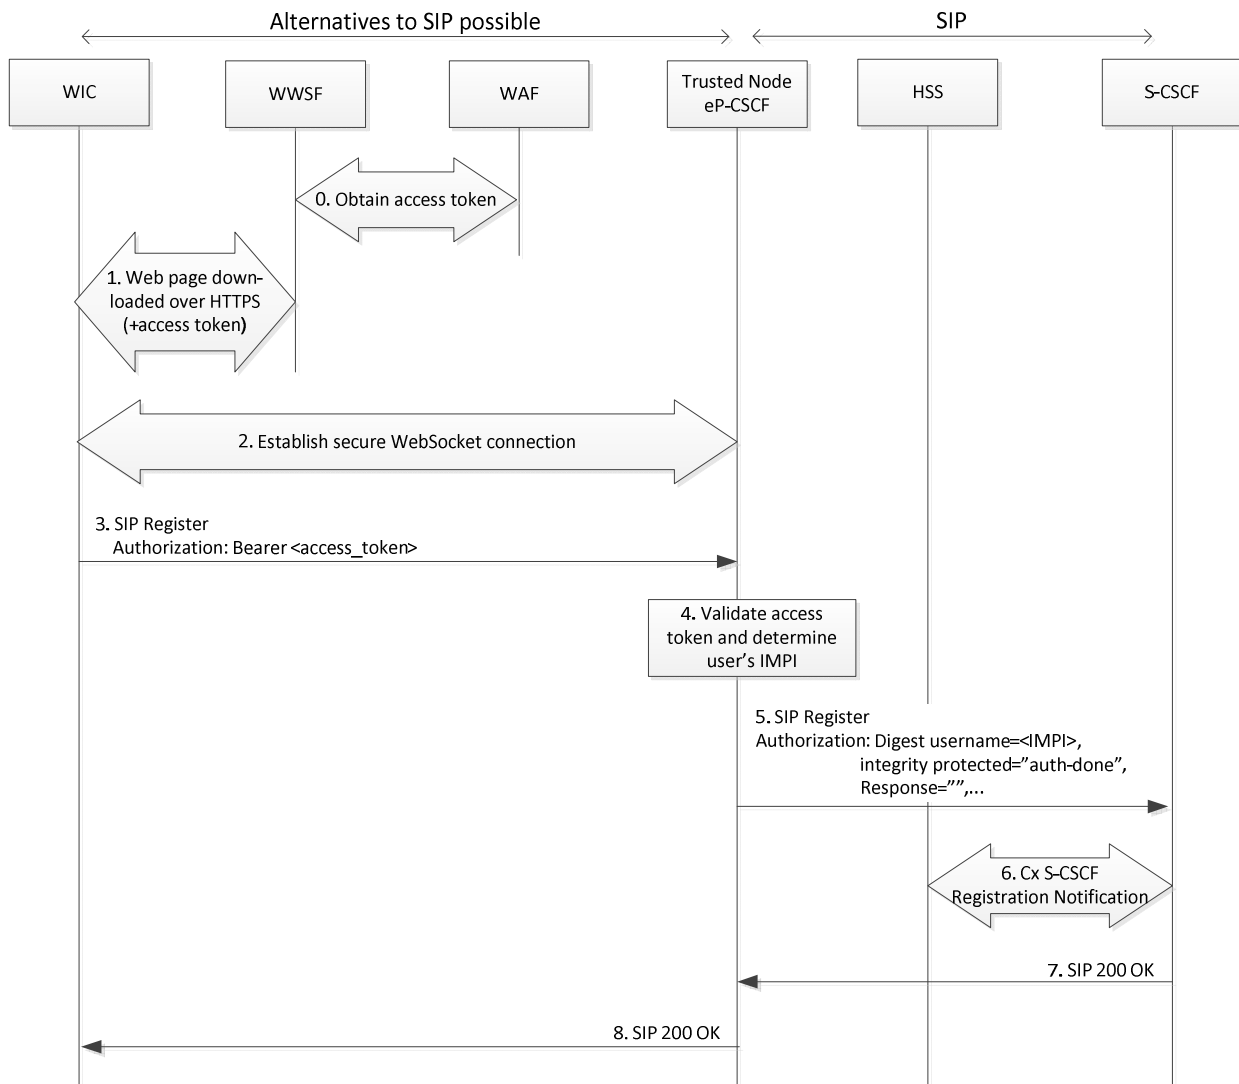 Alternatives to SIP possible
SIP
WIC
WWSF
WAF
Trusted Node
eP-CSCF
HSS
S-CSCF
0. Obtain access token
1. Web page down-
loaded over HTTPS
(+access token)
2. Establish secure WebSocket connection
3. SIP Register
Authorization: Bearer <access_token>
4. Validate access
token and determine
user’s IMPI
5. SIP Register
Authorization: Digest username=<IMPI>,
integrity protected=”auth-done”,
Response=””,...
6. Cx S-CSCF
Registration Notification
7. SIP 200 OK
8. SIP 200 OK